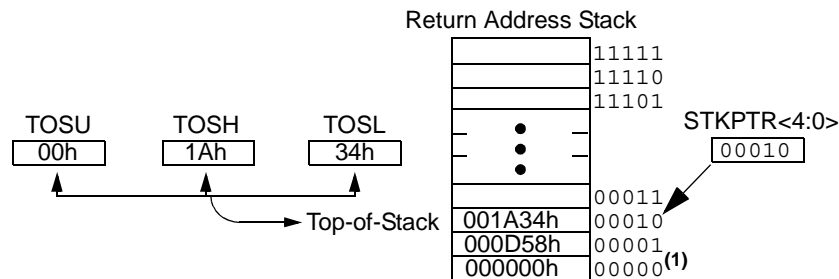 Return Address Stack
11111
11110
11101
TOSU TOSH TOSL
00h 1Ah 34h
STKPTR<4:0>
00010
00011
Top-of-Stack 001A34h 00010
000D58h 00001
000000h 00000(1)